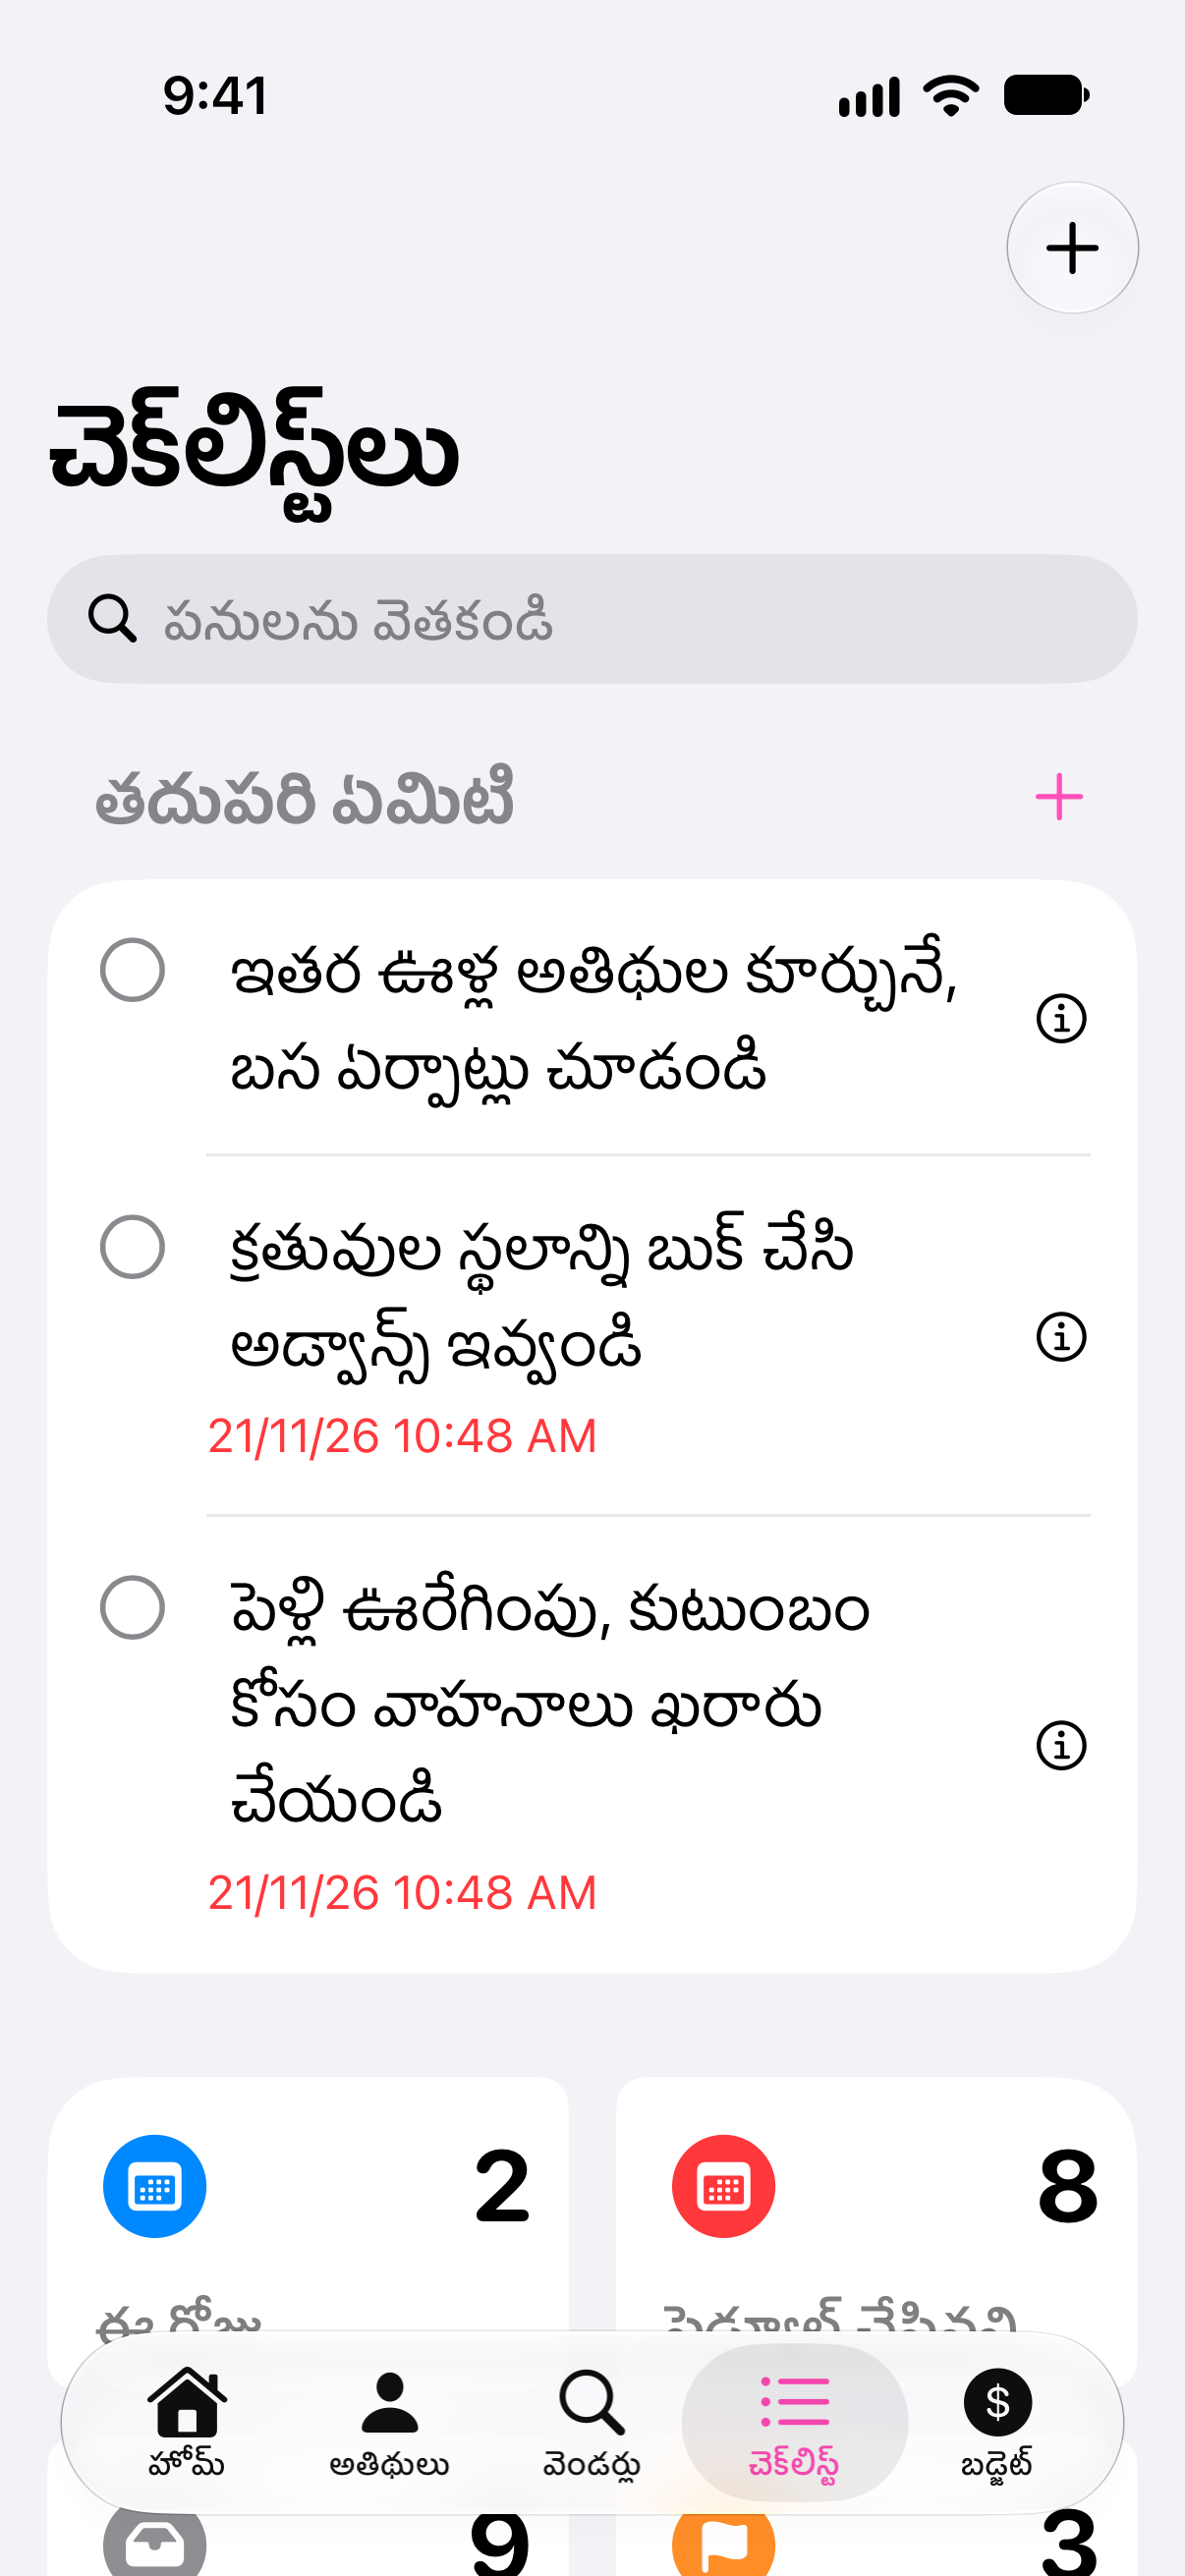 9:41
చెక్‌లిస్ట్‌లు
పనులను వెతకండి
తదుపరి ఏమిటి
ఇతర ఊళ్ల అతిథుల కూర్చునే,
బస ఏర్పాట్లు చూడండి
క్రతువుల స్థలాన్ని బుక్ చేసి
అడ్వాన్స్ ఇవ్వండి
21/11/26 10:48 AM
పెళ్లి ఊరేగింపు, కుటుంబం
కోసం వాహనాలు ఖరారు
చేయండి
21/11/26 10:48 AM
2
8
ఈ రోజు
షెడ్యూల్ చేసినవి
హోమ్
అతిథులు
వెండర్లు
చెక్‌లిస్ట్
బడ్జెట్
9
3